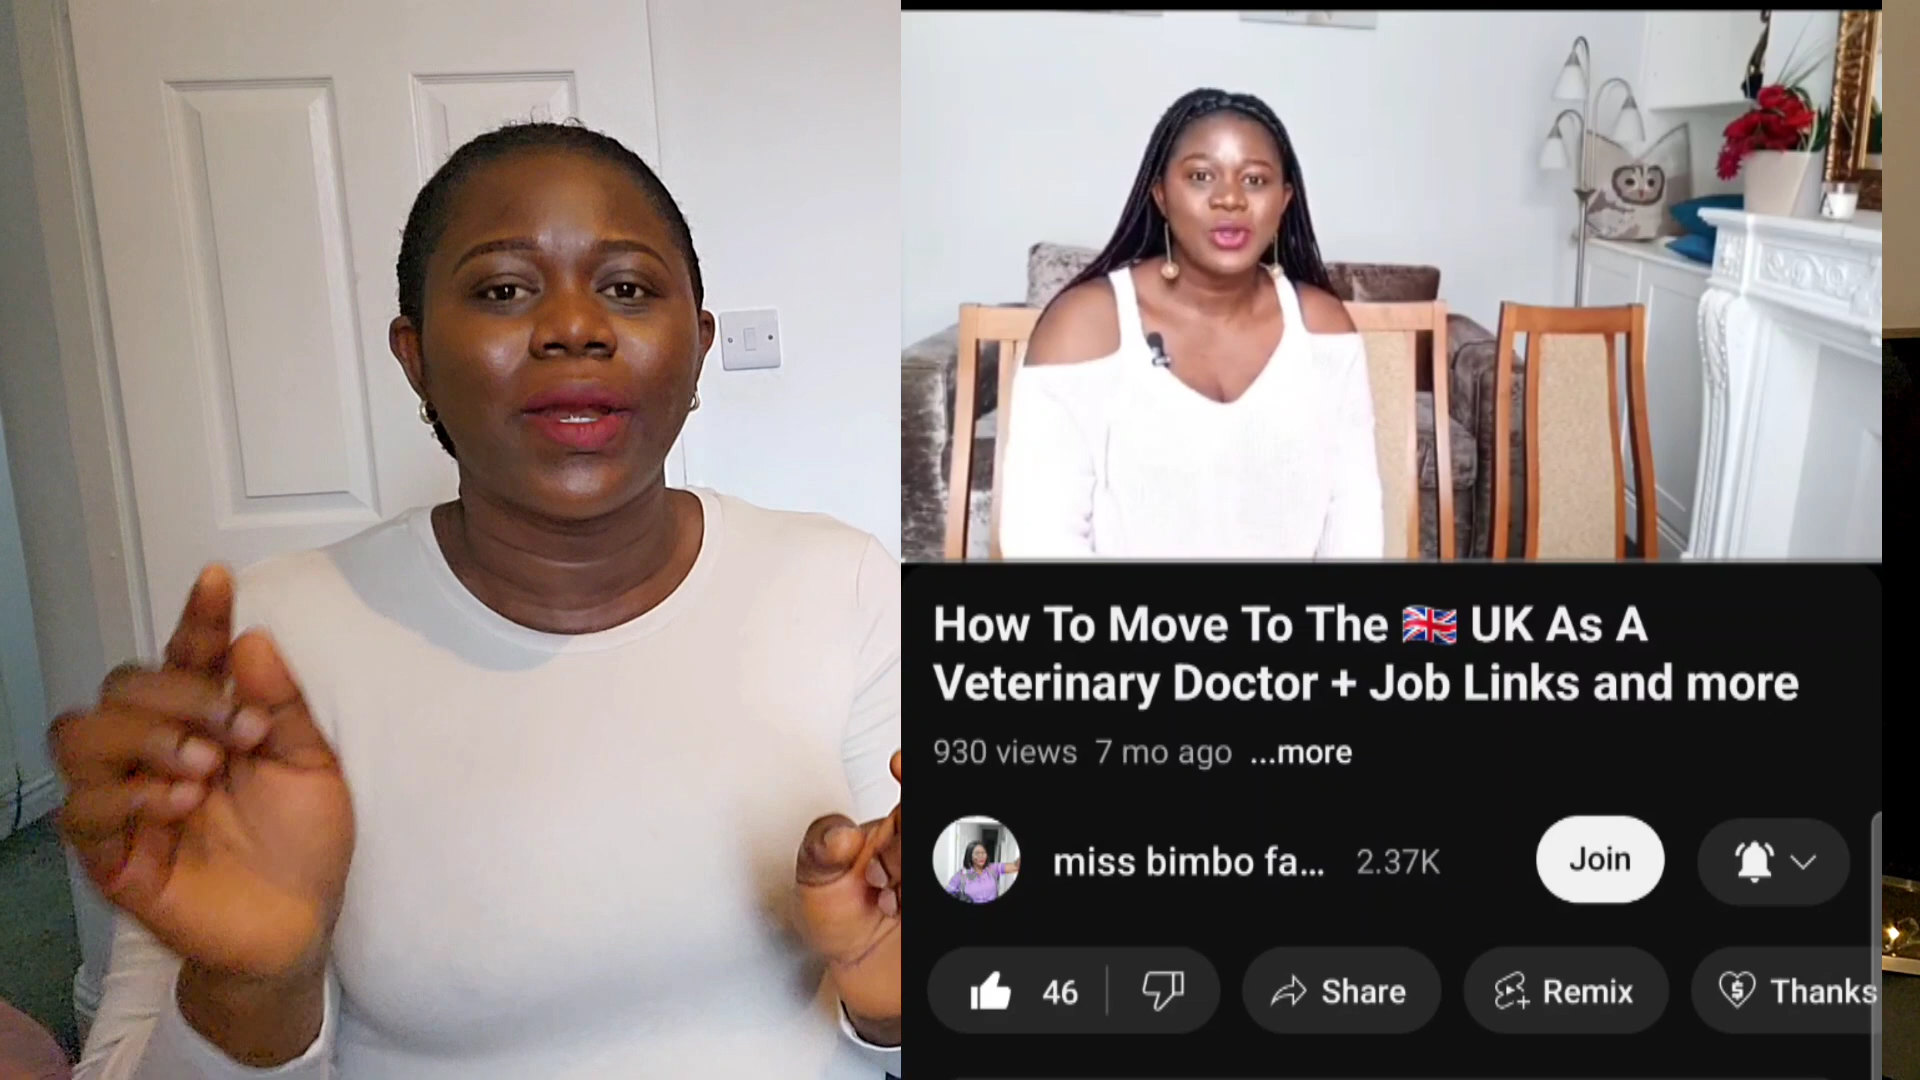 How To Move To The 🇬🇧 UK As A
Veterinary Doctor + Job Links and more
930 views 7 mo ago ...more
miss bimbo fa... 2.37K
Join
46
Share
Remix
Thanks